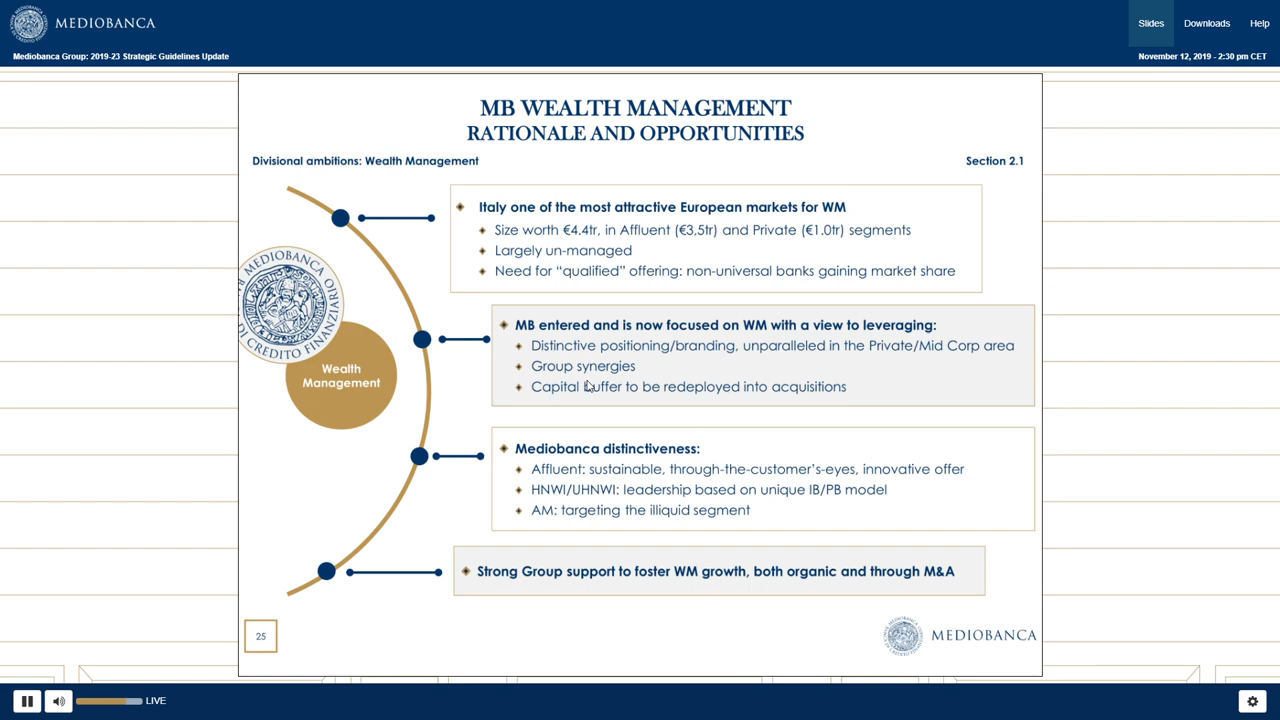 MEDIOBANCA
Slides
Downloads
Help
Mediobanca Group: 2019-23 Strategic Guidelines Update
November 12, 2019 - 2:30 pm CET
MB WEALTH MANAGEMENT
RATIONALE AND OPPORTUNITIES
Divisional ambitions: Wealth Management
Section 2.1
Italy one of the most attractive European markets for WM
Size worth €4.4tr, in Affluent (€3,5tr) and Private (€1.0tr) segments
Largely un-managed
Need for “qualified” offering: non-universal banks gaining market share
MB entered and is now focused on WM with a view to leveraging:
Distinctive positioning/branding, unparalleled in the Private/Mid Corp area
Group synergies
Capital buffer to be redeployed into acquisitions
Mediobanca distinctiveness:
Affluent: sustainable, through-the-customer’s-eyes, innovative offer
HNWI/UHNWI: leadership based on unique IB/PB model
AM: targeting the illiquid segment
Strong Group support to foster WM growth, both organic and through M&A
MEDIOBANCA
DI CREDITO FINANZIARIO
Wealth
Management
25
MEDIOBANCA
LIVE